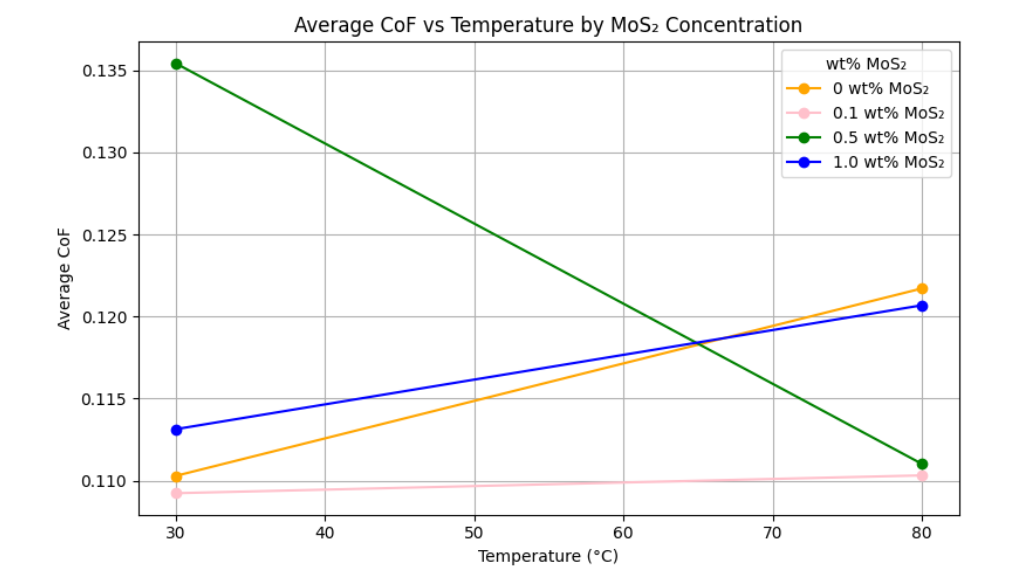 Average CoF vs Temperature by MoS₂ Concentration
wt% MoS₂
0 wt% MoS₂
0.1 wt% MoS₂
0.5 wt% MoS₂
1.0 wt% MoS₂
Average CoF
0.135
0.130
0.125
0.120
0.115
0.110
30 40 50 60 70 80
Temperature (°C)